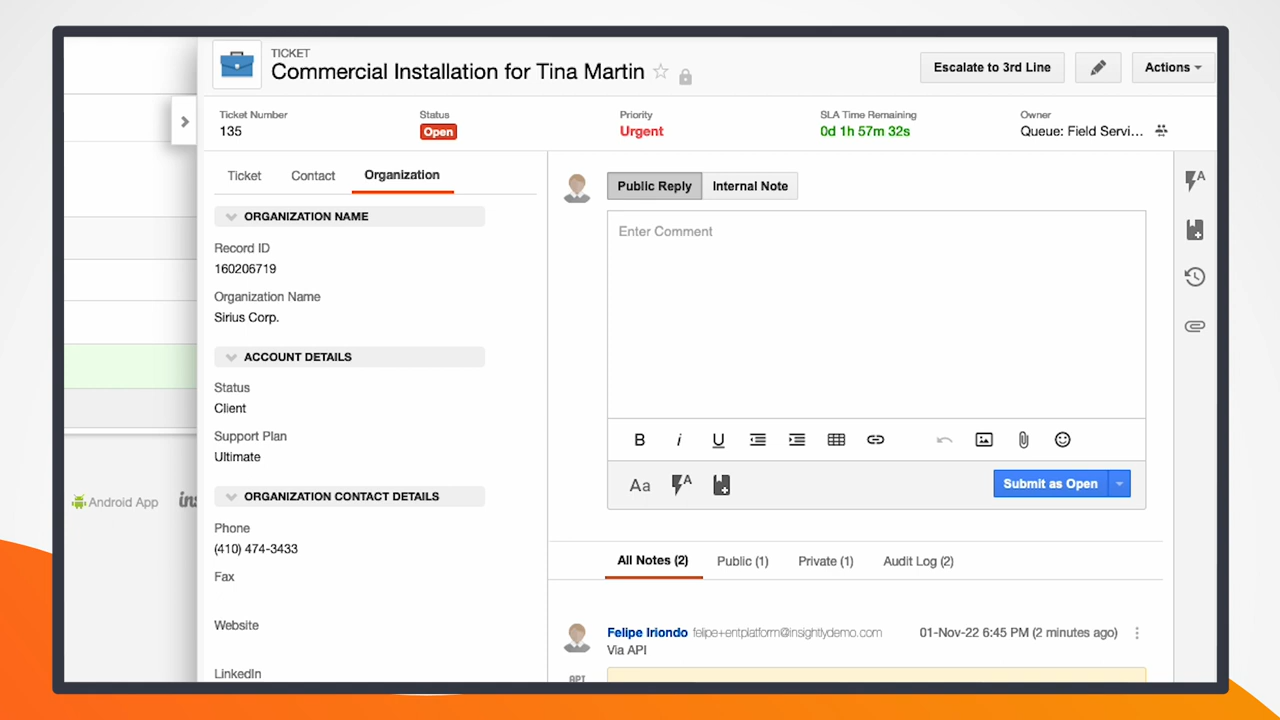 TICKET
Commercial Installation for Tina Martin
Escalate to 3rd Line
Actions
Ticket Number
135
Status
Open
Priority
Urgent
SLA Time Remaining
0d 1h 57m 32s
Owner
Queue: Field Servi...
Ticket
Contact
Organization
ORGANIZATION NAME
Record ID
160206719
Organization Name
Sirius Corp.
ACCOUNT DETAILS
Status
Client
Support Plan
Ultimate
ORGANIZATION CONTACT DETAILS
Phone
(410) 474-3433
Fax
Website
LinkedIn
Public Reply
Internal Note
Enter Comment
B i U
Aa
Submit as Open
All Notes (2)
Public (1)
Private (1)
Audit Log (2)
Felipe Iriondo felipe+entplatform@insightlydemo.com
01-Nov-22 6:45 PM (2 minutes ago)
Via API
API
Android App